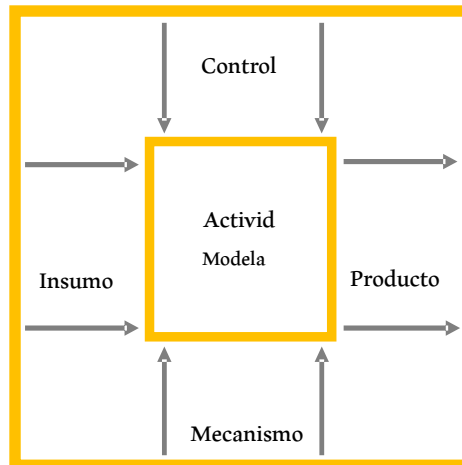 Control
Activid
Modela
Insumo
Producto
Mecanismo